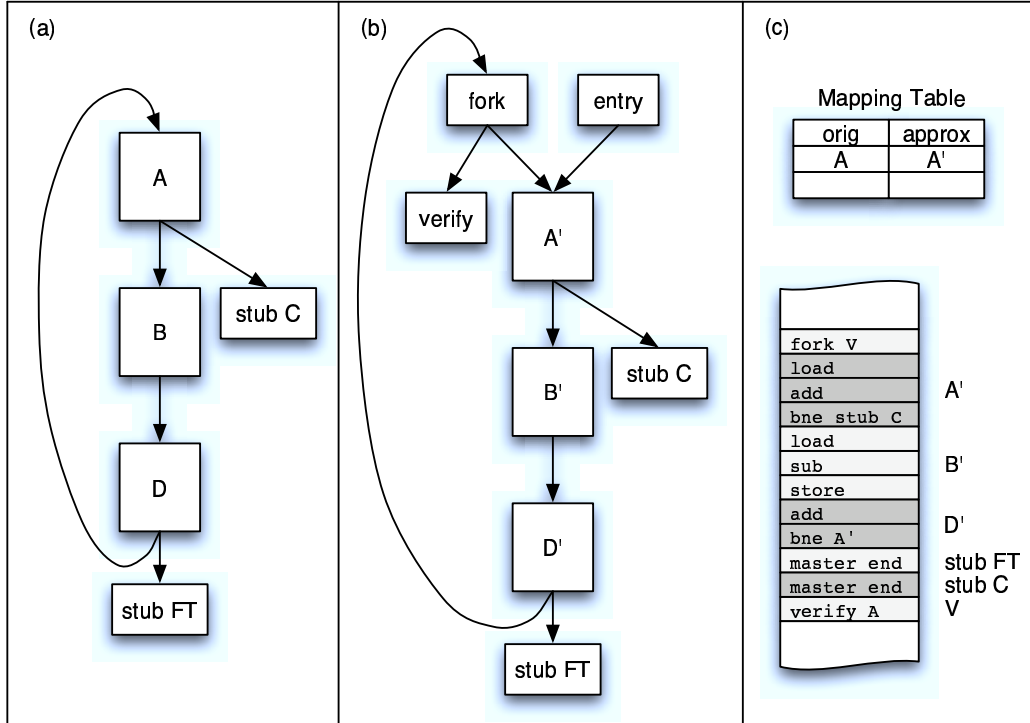 (a)
A
B
stub C
D
stub FT
(b)
fork
entry
verify
A'
B'
stub C
D'
stub FT
(c)
Mapping Table
orig approx
A A'
fork V
load
add A'
bne stub C
load
sub B'
store
add
bne A' D'
master end stub FT
master end stub C
verify A V